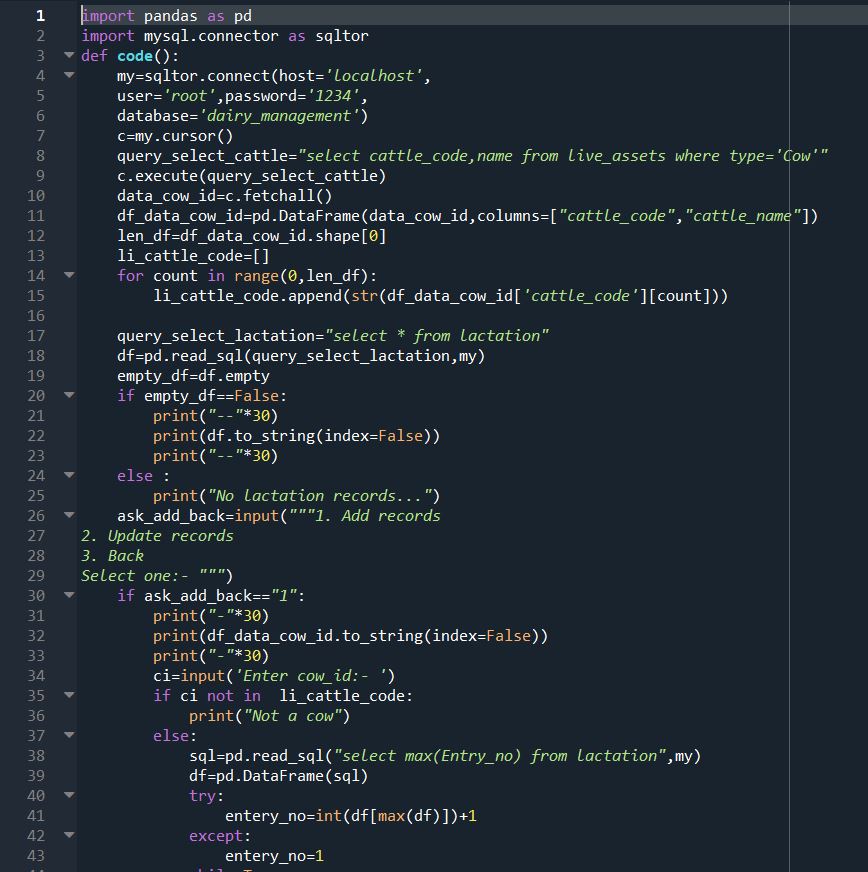 1 import pandas as pd
2 import mysql.connector as sqltor
3 def code():
4     my=sqltor.connect(host='localhost',
5     user='root',password='1234',
6     database='dairy_management')
7     c=my.cursor()
8     query_select_cattle="select cattle_code,name from live_assets where type='Cow'"
9     c.execute(query_select_cattle)
10     data_cow_id=c.fetchall()
11     df_data_cow_id=pd.DataFrame(data_cow_id,columns=["cattle_code","cattle_name"])
12     len_df=df_data_cow_id.shape[0]
13     li_cattle_code=[]
14     for count in range(0,len_df):
15         li_cattle_code.append(str(df_data_cow_id['cattle_code'][count]))
16
17     query_select_lactation="select * from lactation"
18     df=pd.read_sql(query_select_lactation,my)
19     empty_df=df.empty
20     if empty_df==False:
21         print("--"*30)
22         print(df.to_string(index=False))
23         print("--"*30)
24     else :
25         print("No lactation records...")
26     ask_add_back=input("""1. Add records
27 2. Update records
28 3. Back
29 Select one:- """)
30     if ask_add_back=="1":
31         print("-"*30)
32         print(df_data_cow_id.to_string(index=False))
33         print("-"*30)
34         ci=input('Enter cow_id:- ')
35         if ci not in  li_cattle_code:
36             print("Not a cow")
37         else:
38             sql=pd.read_sql("select max(Entry_no) from lactation",my)
39             df=pd.DataFrame(sql)
40             try:
41                 entery_no=int(df[max(df)])+1
42             except:
43                 entery_no=1